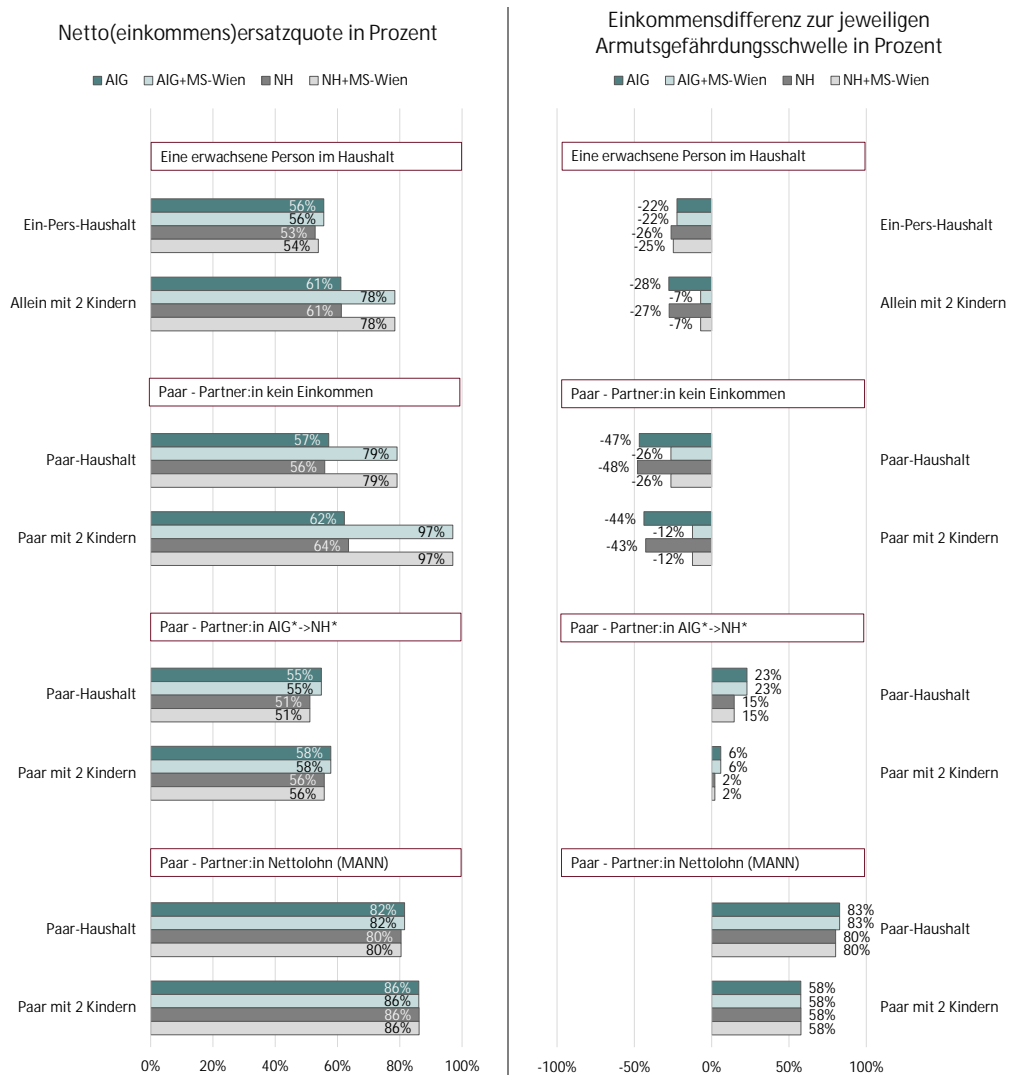 Netto(einkommens)ersatzquote in Prozent
AlG AlG+MS-Wien NH NH+MS-Wien
Eine erwachsene Person im Haushalt
Ein-Pers-Haushalt
56%
56%
53%
54%
Allein mit 2 Kindern
61%
78%
61%
78%
Paar - Partner:in kein Einkommen
Paar-Haushalt
57%
79%
56%
79%
Paar mit 2 Kindern
62%
97%
64%
97%
Paar - Partner:in AlG*->NH*
Paar-Haushalt
55%
55%
51%
51%
Paar mit 2 Kindern
58%
58%
56%
56%
Paar - Partner:in Nettolohn (MANN)
Paar-Haushalt
82%
82%
80%
80%
Paar mit 2 Kindern
86%
86%
86%
86%
0% 20% 40% 60% 80% 100%
Einkommensdifferenz zur jeweiligen
Armutsgefährdungsschwelle in Prozent
AlG AlG+MS-Wien NH NH+MS-Wien
Eine erwachsene Person im Haushalt
-22%
-22%
-26%
-25%
Ein-Pers-Haushalt
-28%
-7%
-27%
-7%
Allein mit 2 Kindern
Paar - Partner:in kein Einkommen
-47%
-26%
-48%
-26%
Paar-Haushalt
-44%
-12%
-43%
-12%
Paar mit 2 Kindern
Paar - Partner:in AlG*->NH*
23%
23%
15%
15%
Paar-Haushalt
6%
6%
2%
2%
Paar mit 2 Kindern
Paar - Partner:in Nettolohn (MANN)
83%
83%
80%
80%
Paar-Haushalt
58%
58%
58%
58%
Paar mit 2 Kindern
-100% -50% 0% 50% 100%